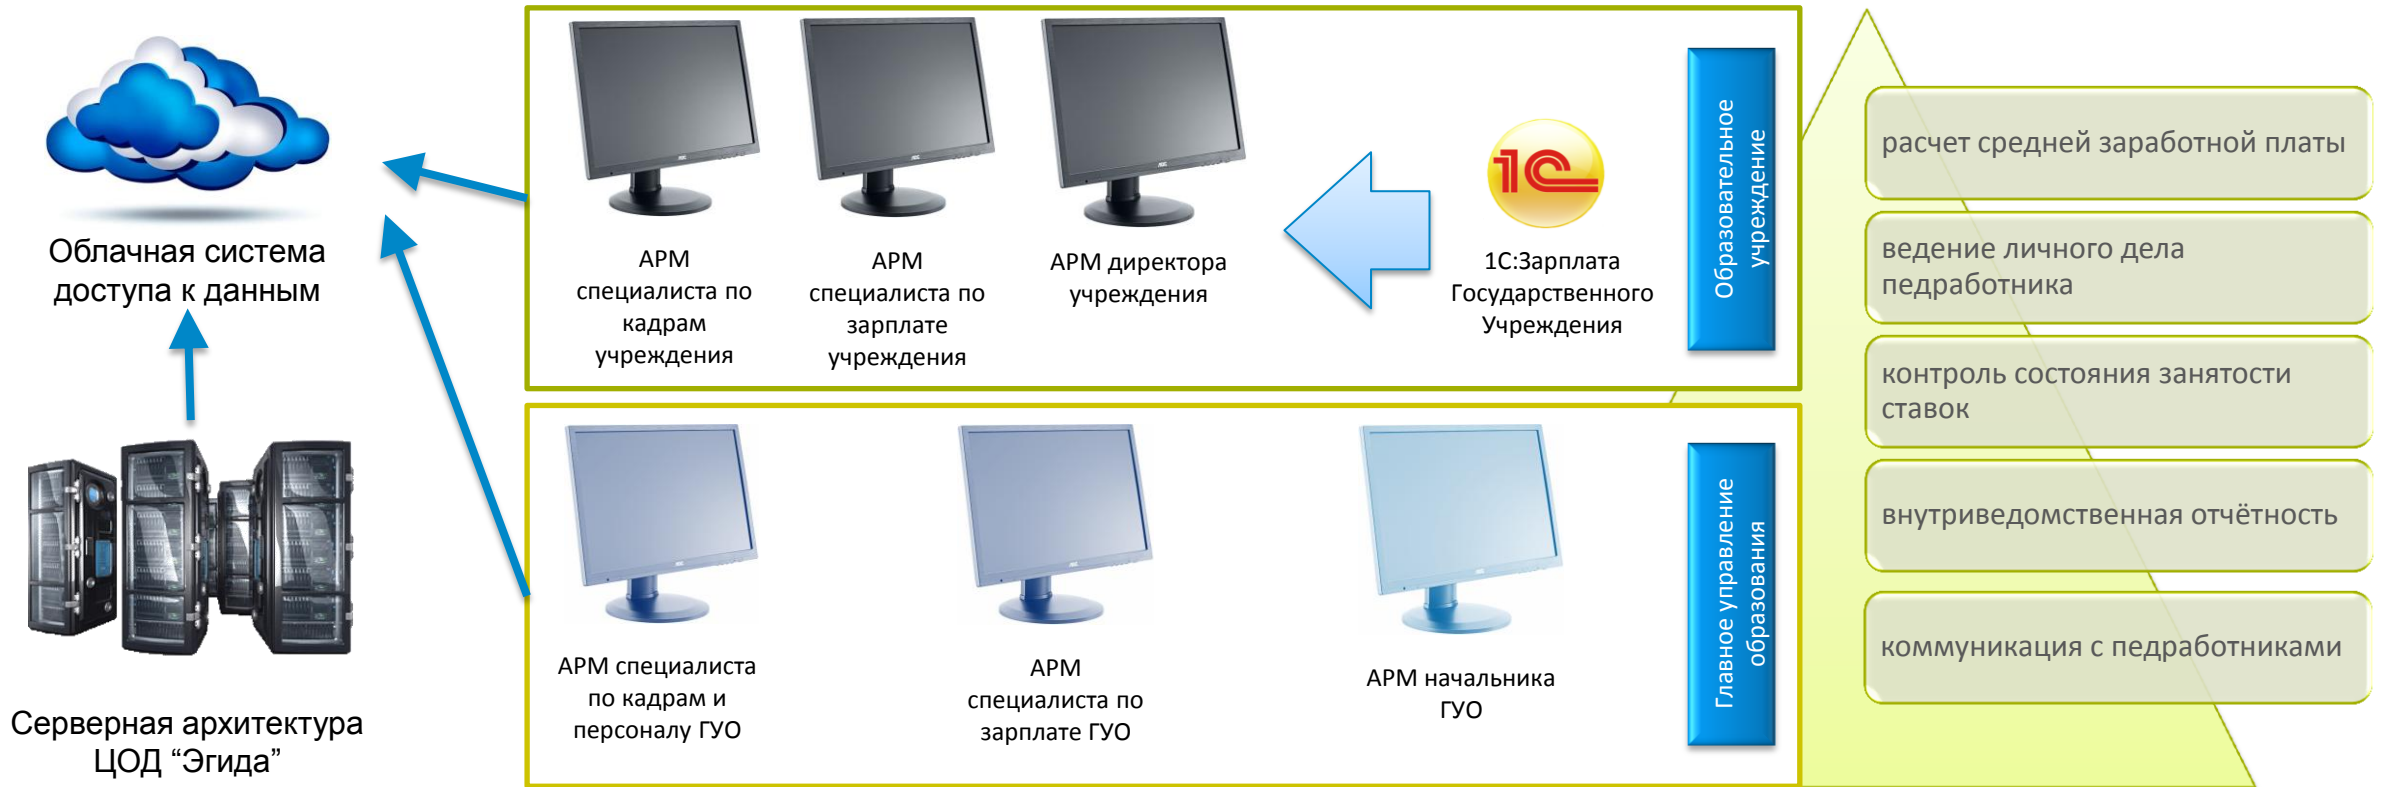 Облачная система
доступа к данным
Серверная архитектура
ЦОД “Эгида”
АРМ
специалиста по
кадрам
учреждения
АРМ
специалиста по
зарплате
учреждения
АРМ директора
учреждения
1С
1С:Зарплата
Государственного
Учреждения
Образовательное
учреждение
АРМ специалиста
по кадрам и
персоналу ГУО
АРМ
специалиста по
зарплате ГУО
АРМ начальника
ГУО
Главное управление
образования
расчет средней заработной платы
ведение личного дела
педработника
контроль состояния занятости
ставок
внутриведомственная отчётность
коммуникация с педработниками